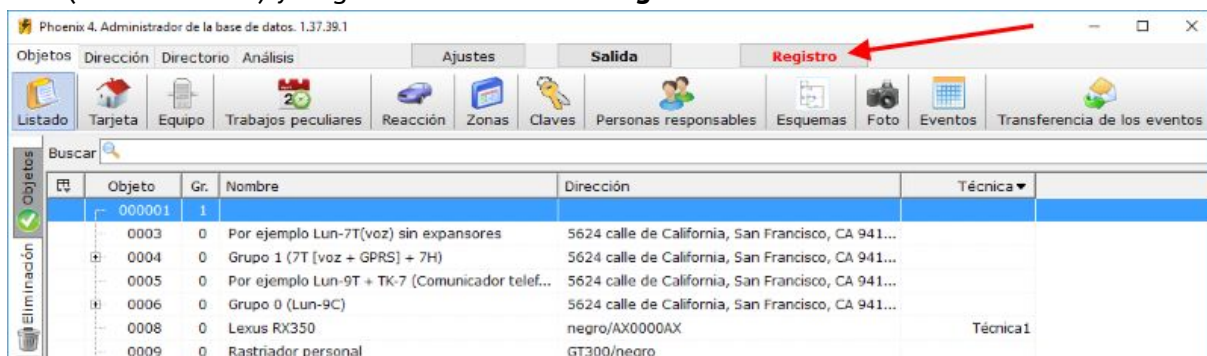 Phoenix 4. Administrador de la base de datos. 1.37.39.1
Objetos Dirección Directorio Análisis Ajustes Salida Registro
Listado Tarjeta Equipo Trabajos peculiares Reacción Zonas Claves Personas responsables Esquemas Foto Eventos Transferencia de los eventos
Buscar
Objetos
Eliminación
Objeto Gr. Nombre Dirección Técnica
000001 1
0003 0 Por ejemplo Lun-7T(voz) sin expansores 5624 calle de California, San Francisco, CA 941...
0004 0 Grupo 1 (7T [voz + GPRS] + 7H) 5624 calle de California, San Francisco, CA 941...
0005 0 Por ejemplo Lun-9T + TK-7 (Comunicador telef... 5624 calle de California, San Francisco, CA 941...
0006 0 Grupo 0 (Lun-9C) 5624 calle de California, San Francisco, CA 941...
0008 0 Lexus RX350 negro/AX0000AX Técnica1
0009 0 Rastriador personal GT300/negro